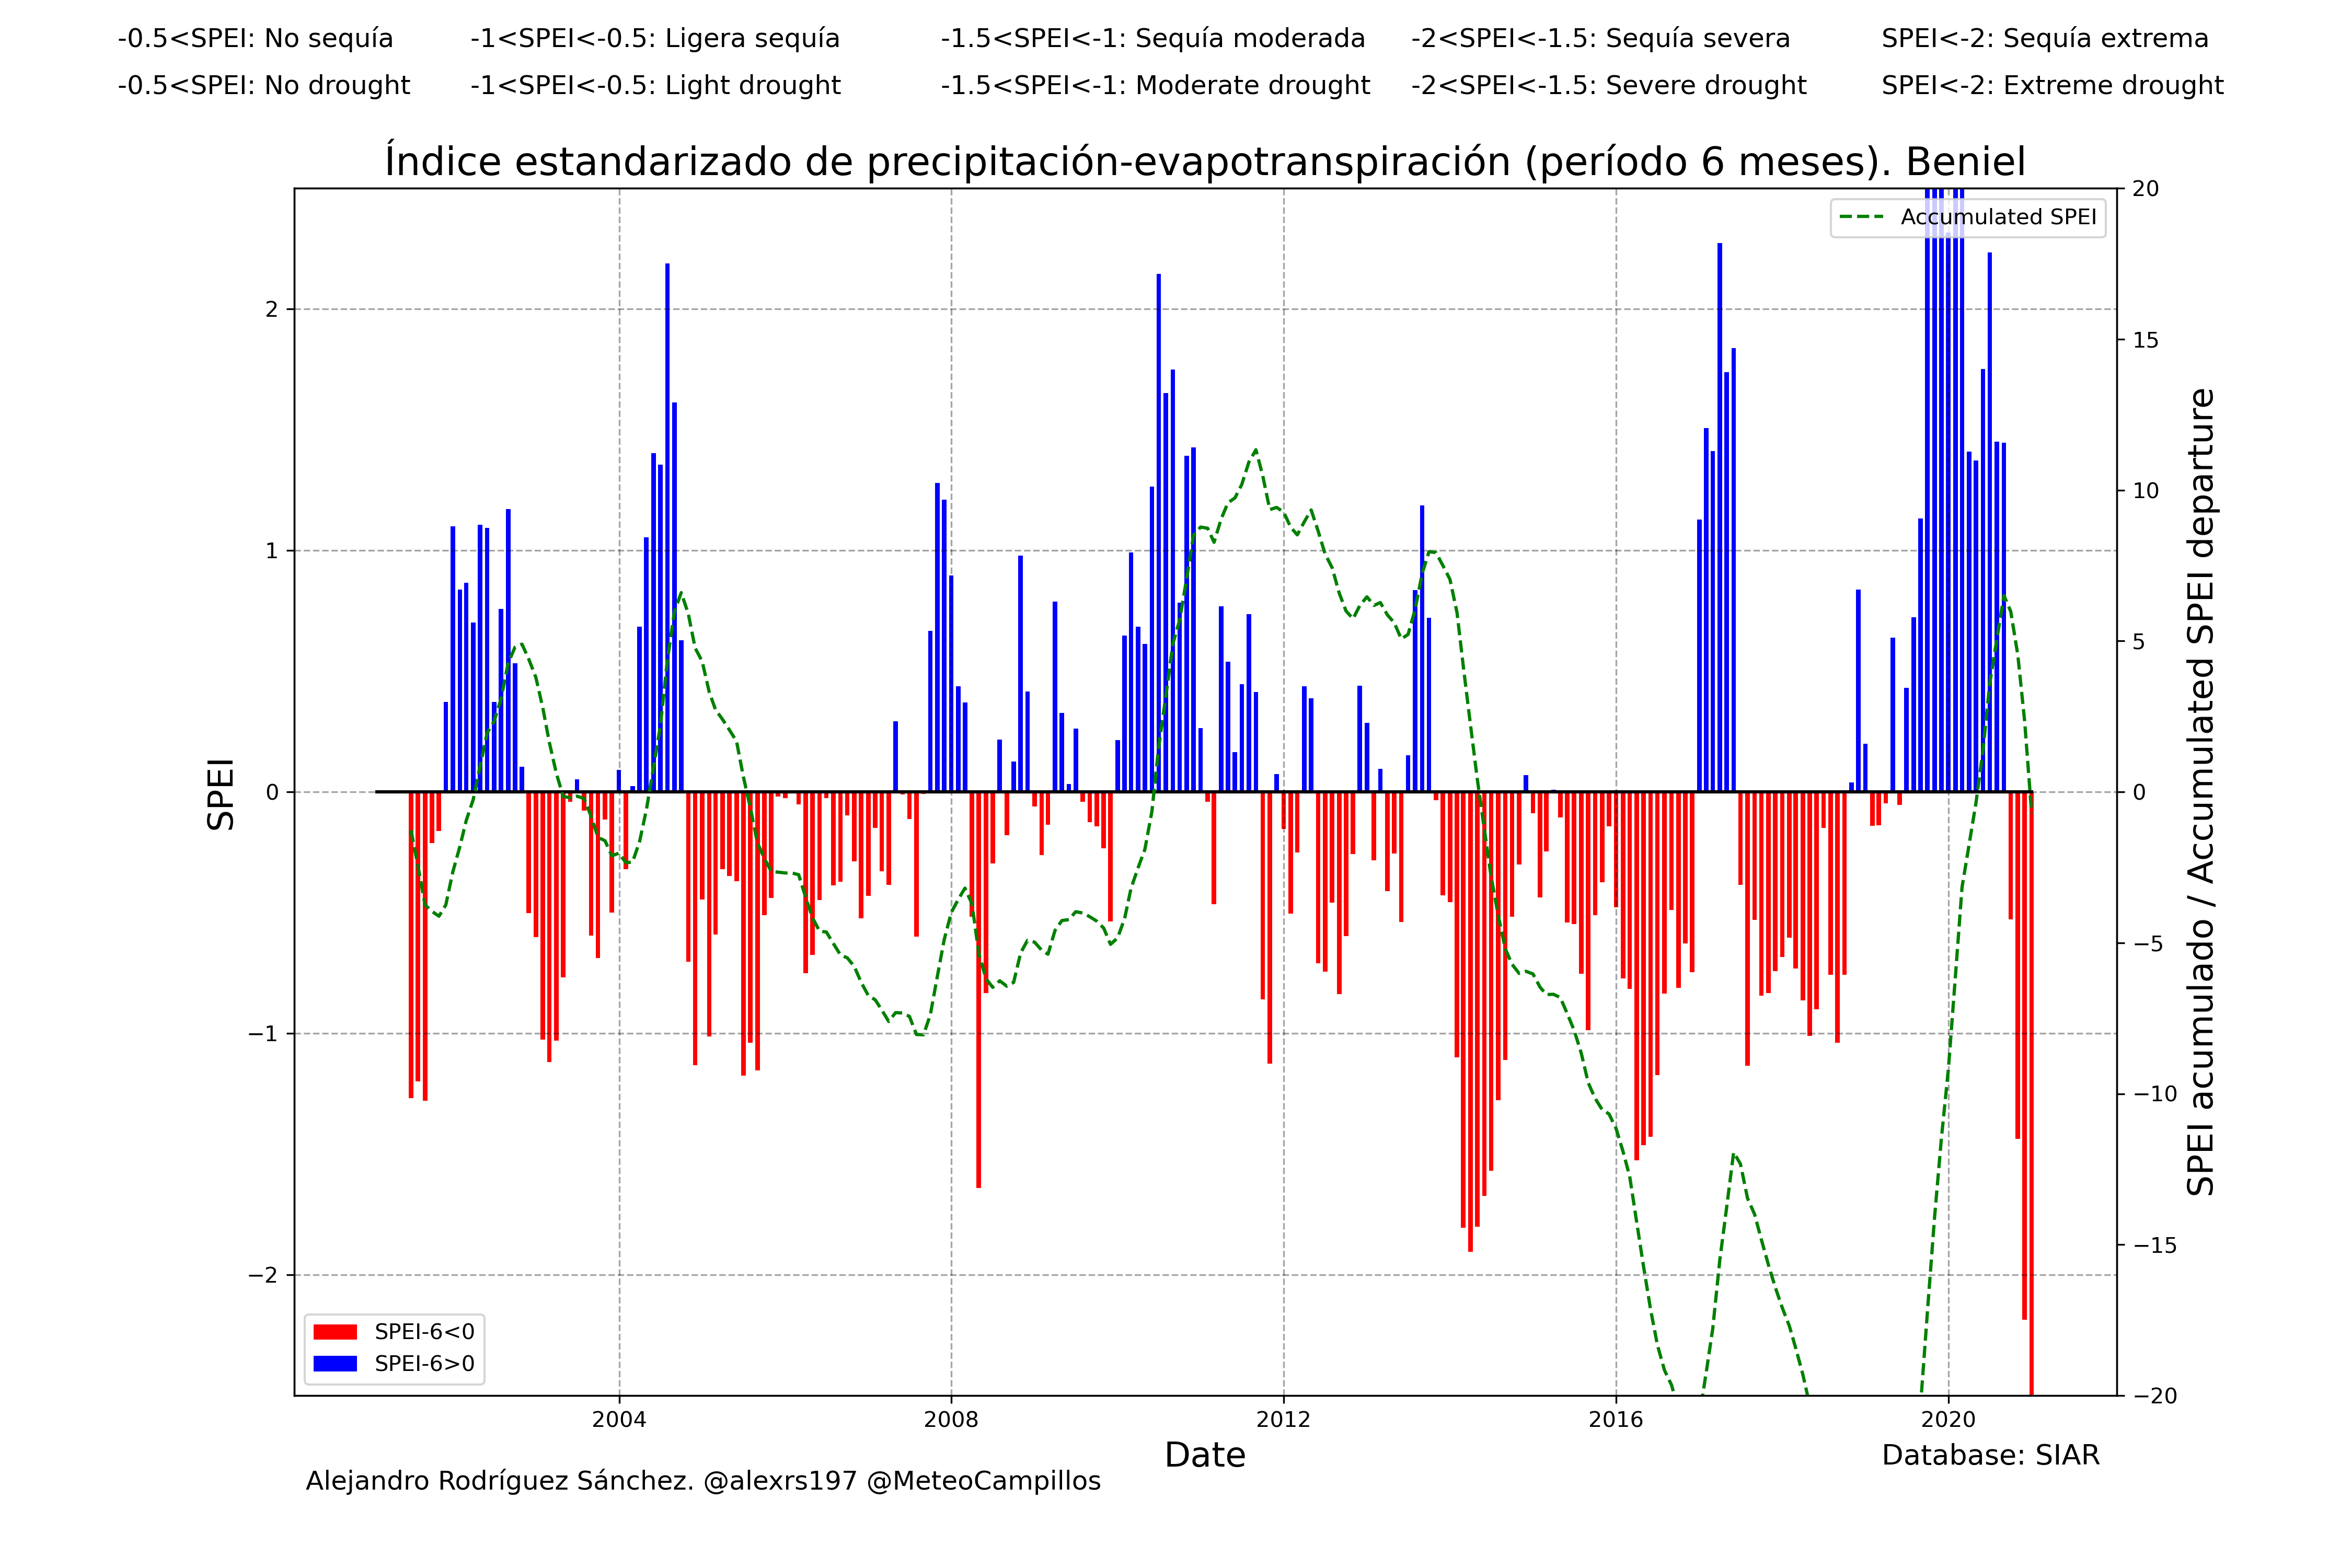 -0.5<SPEI: No sequía -1<SPEI<-0.5: Ligera sequía -1.5<SPEI<-1: Sequía moderada -2<SPEI<-1.5: Sequía severa SPEI<-2: Sequía extrema
-0.5<SPEI: No drought -1<SPEI<-0.5: Light drought -1.5<SPEI<-1: Moderate drought -2<SPEI<-1.5: Severe drought SPEI<-2: Extreme drought
Índice estandarizado de precipitación-evapotranspiración (período 6 meses). Beniel
Accumulated SPEI
SPEI
2
1
0
−1
−2
20
15
10
5
0
−5
−10
−15
−20
SPEI acumulado / Accumulated SPEI departure
SPEI-6<0
SPEI-6>0
2004 2008 2012 2016 2020
Date
Database: SIAR
Alejandro Rodríguez Sánchez. @alexrs197 @MeteoCampillos